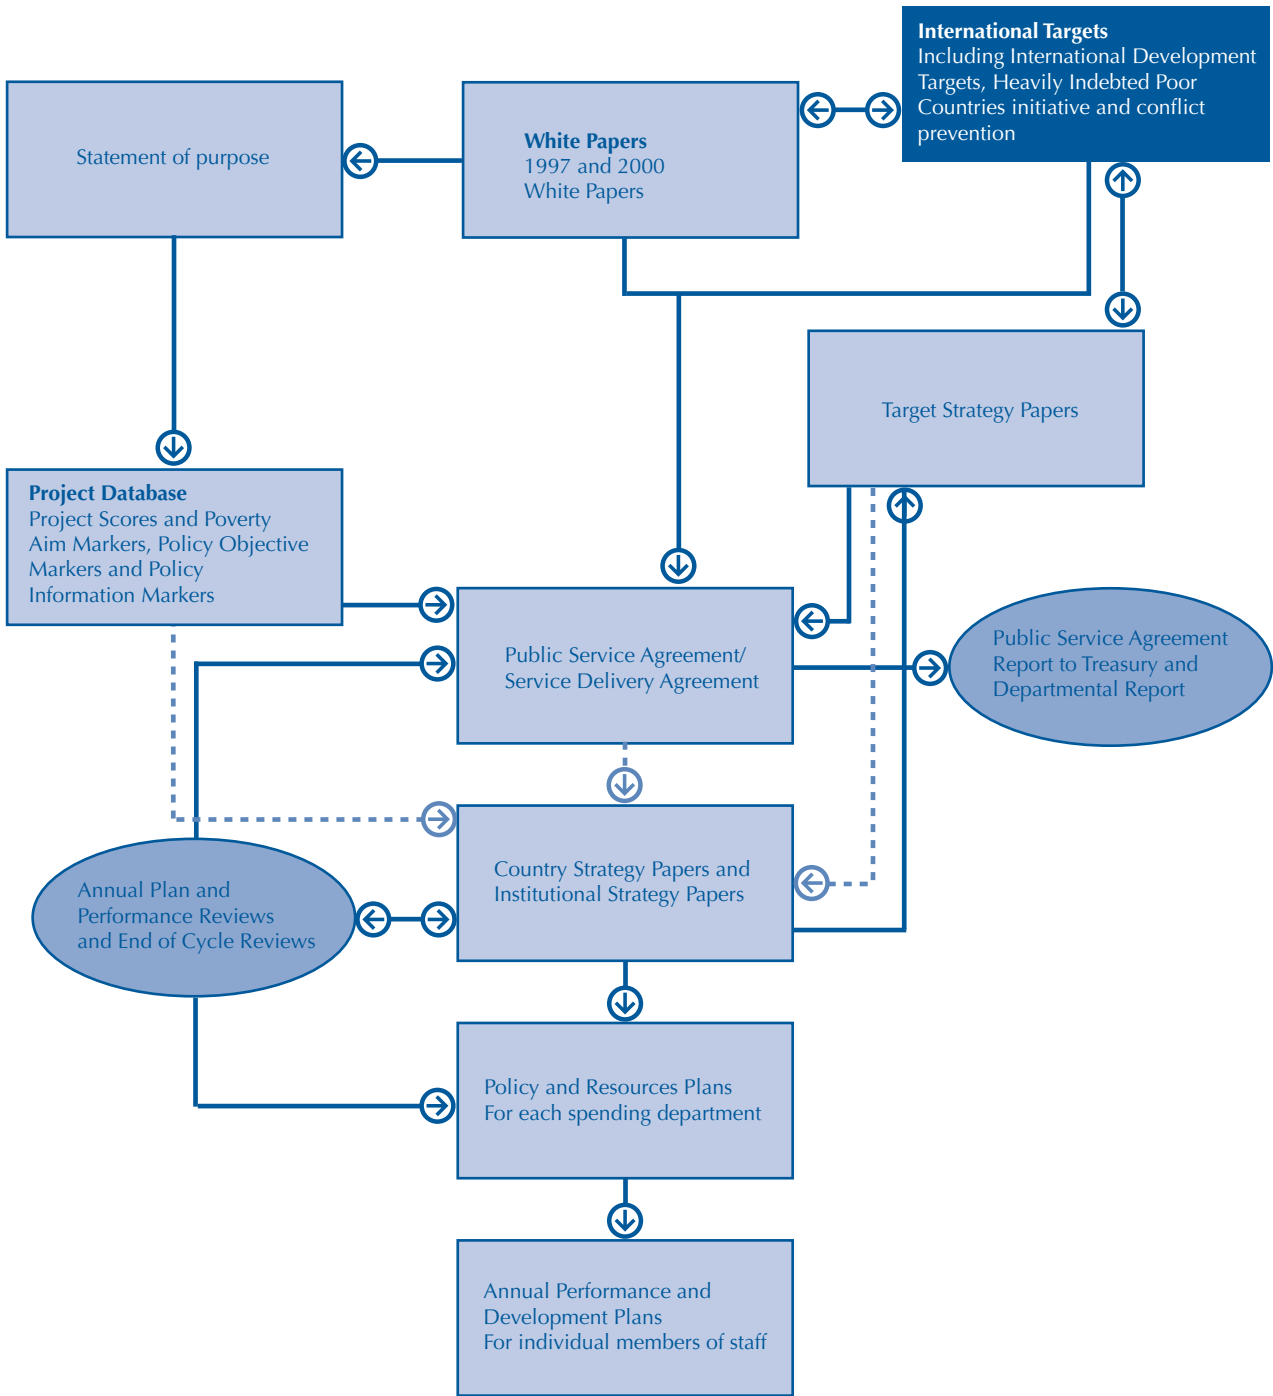 International Targets
Including International Development
Targets, Heavily Indebted Poor
Countries initiative and conflict
prevention
Statement of purpose
White Papers
1997 and 2000
White Papers
Target Strategy Papers
Project Database
Project Scores and Poverty
Aim Markers, Policy Objective
Markers and Policy
Information Markers
Public Service Agreement/
Service Delivery Agreement
Public Service Agreement
Report to Treasury and
Departmental Report
Country Strategy Papers and
Institutional Strategy Papers
Annual Plan and
Performance Reviews
and End of Cycle Reviews
Policy and Resources Plans
For each spending department
Annual Performance and
Development Plans
For individual members of staff